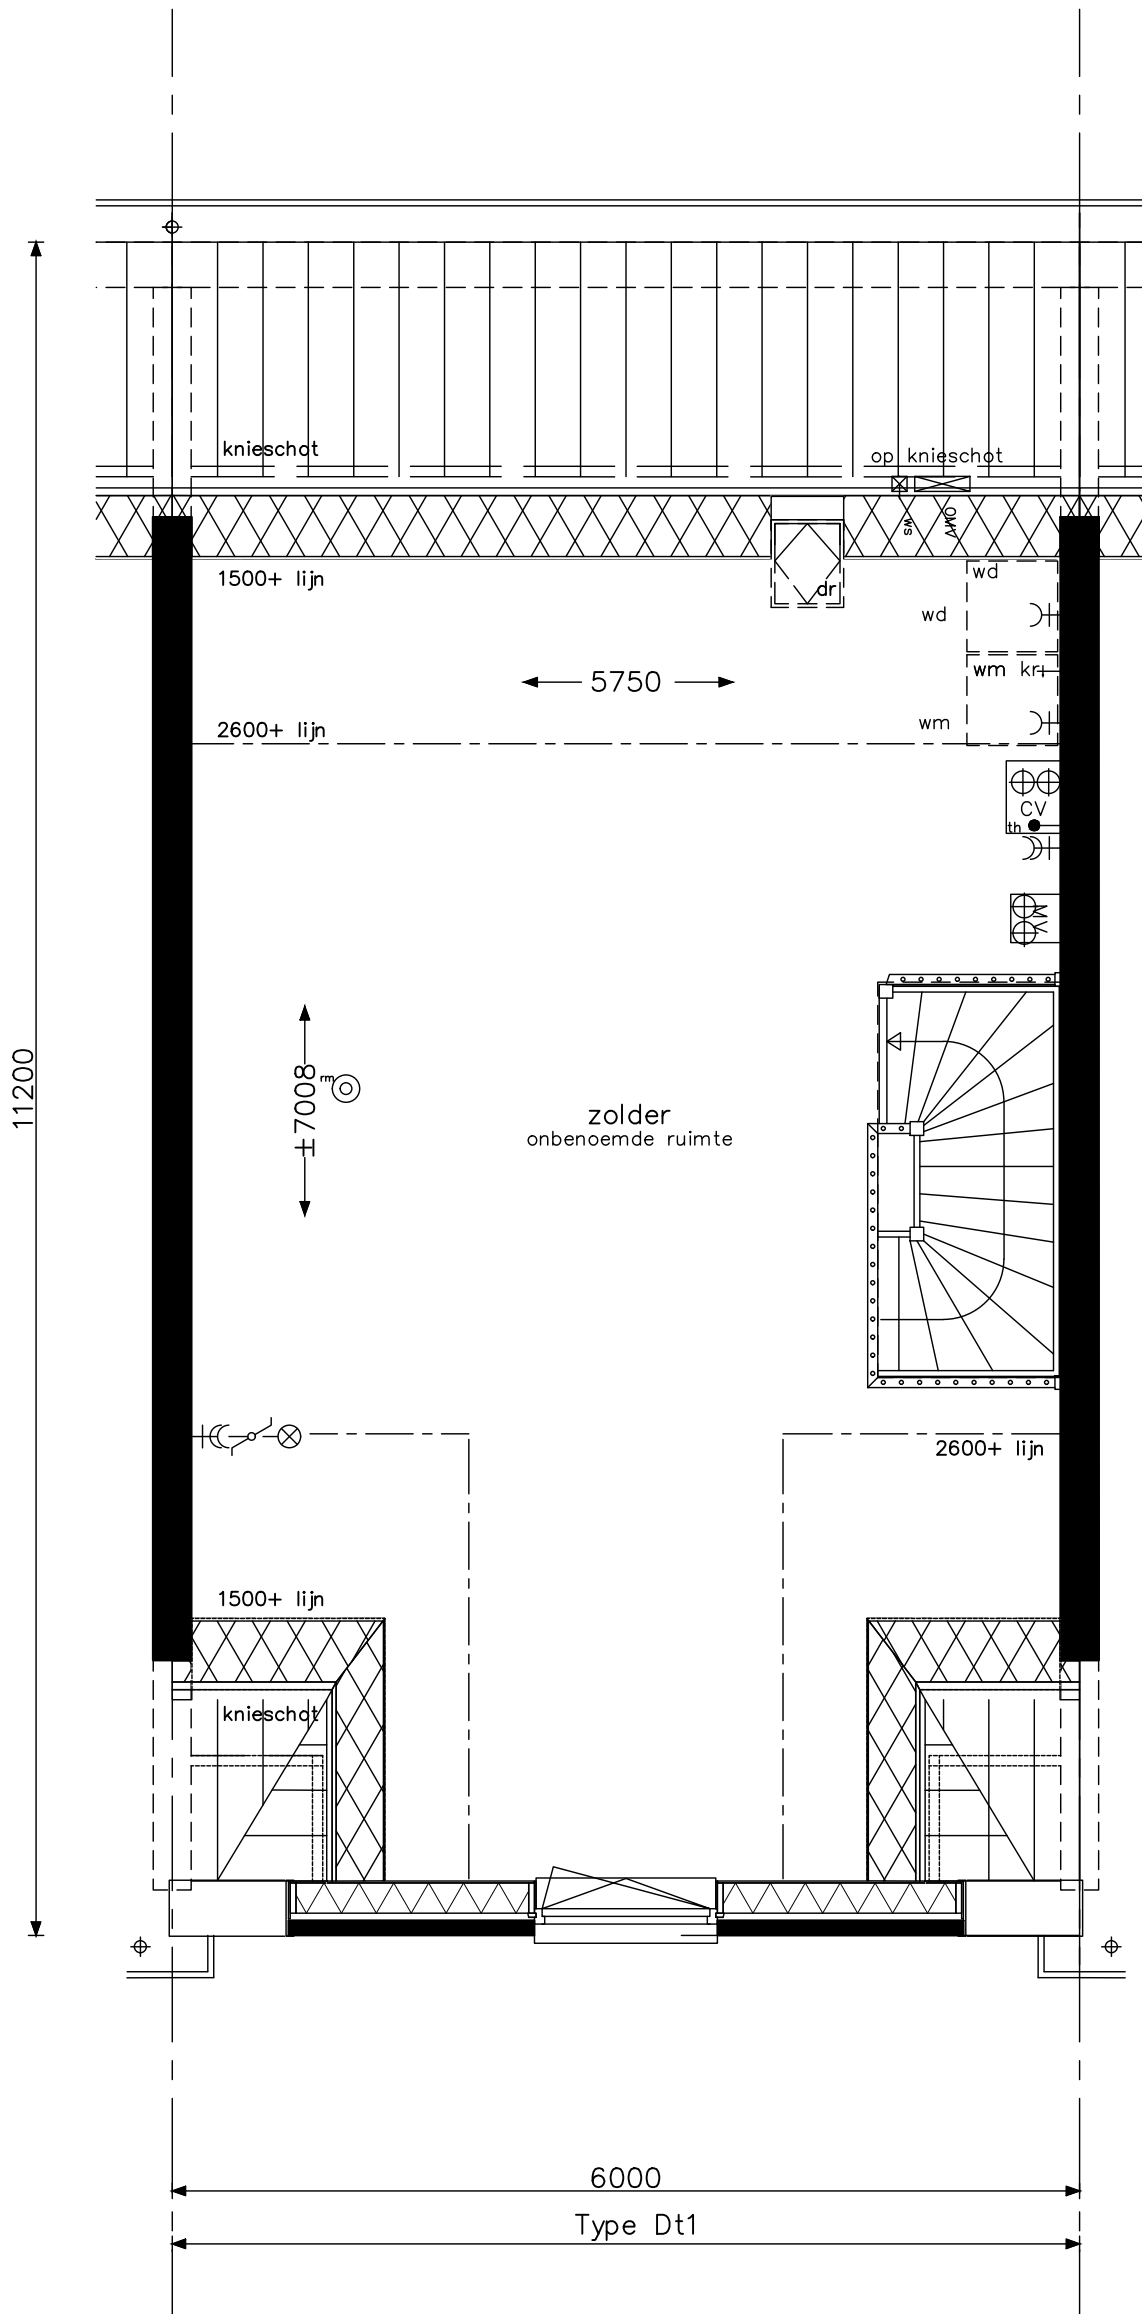 knieschot
op knieschot
ws
OMV
1500+ lijn
dr
wd
wd
5750
wm kr
wm
2600+ lijn
CV
th
MV
11200
±7008
rm
zolder
onbenoemde ruimte
2600+ lijn
1500+ lijn
knieschot
6000
Type Dt1